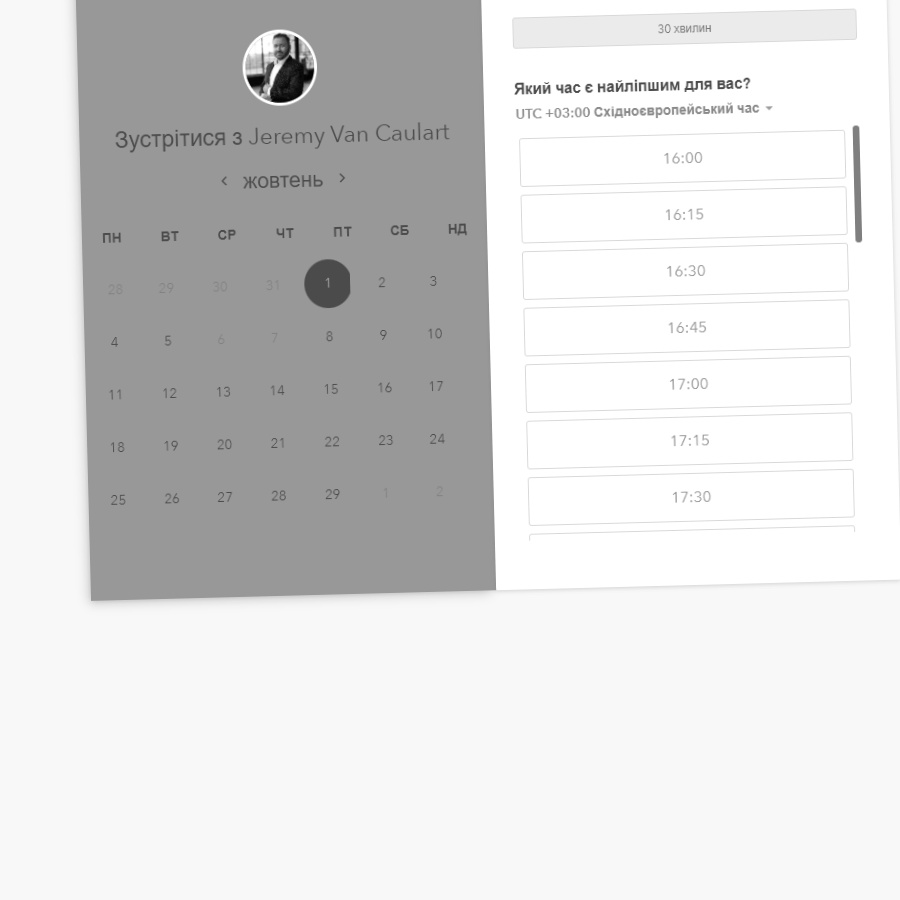 Зустрітися з Jeremy Van Caulart
жовтень
ПН ВТ СР ЧТ ПТ СБ НД
28 29 30 31 1 2 3
4 5 6 7 8 9 10
11 12 13 14 15 16 17
18 19 20 21 22 23 24
25 26 27 28 29 1 2
30 хвилин
Який час є найліпшим для вас?
UTC +03:00 Східноєвропейський час
16:00
16:15
16:30
16:45
17:00
17:15
17:30